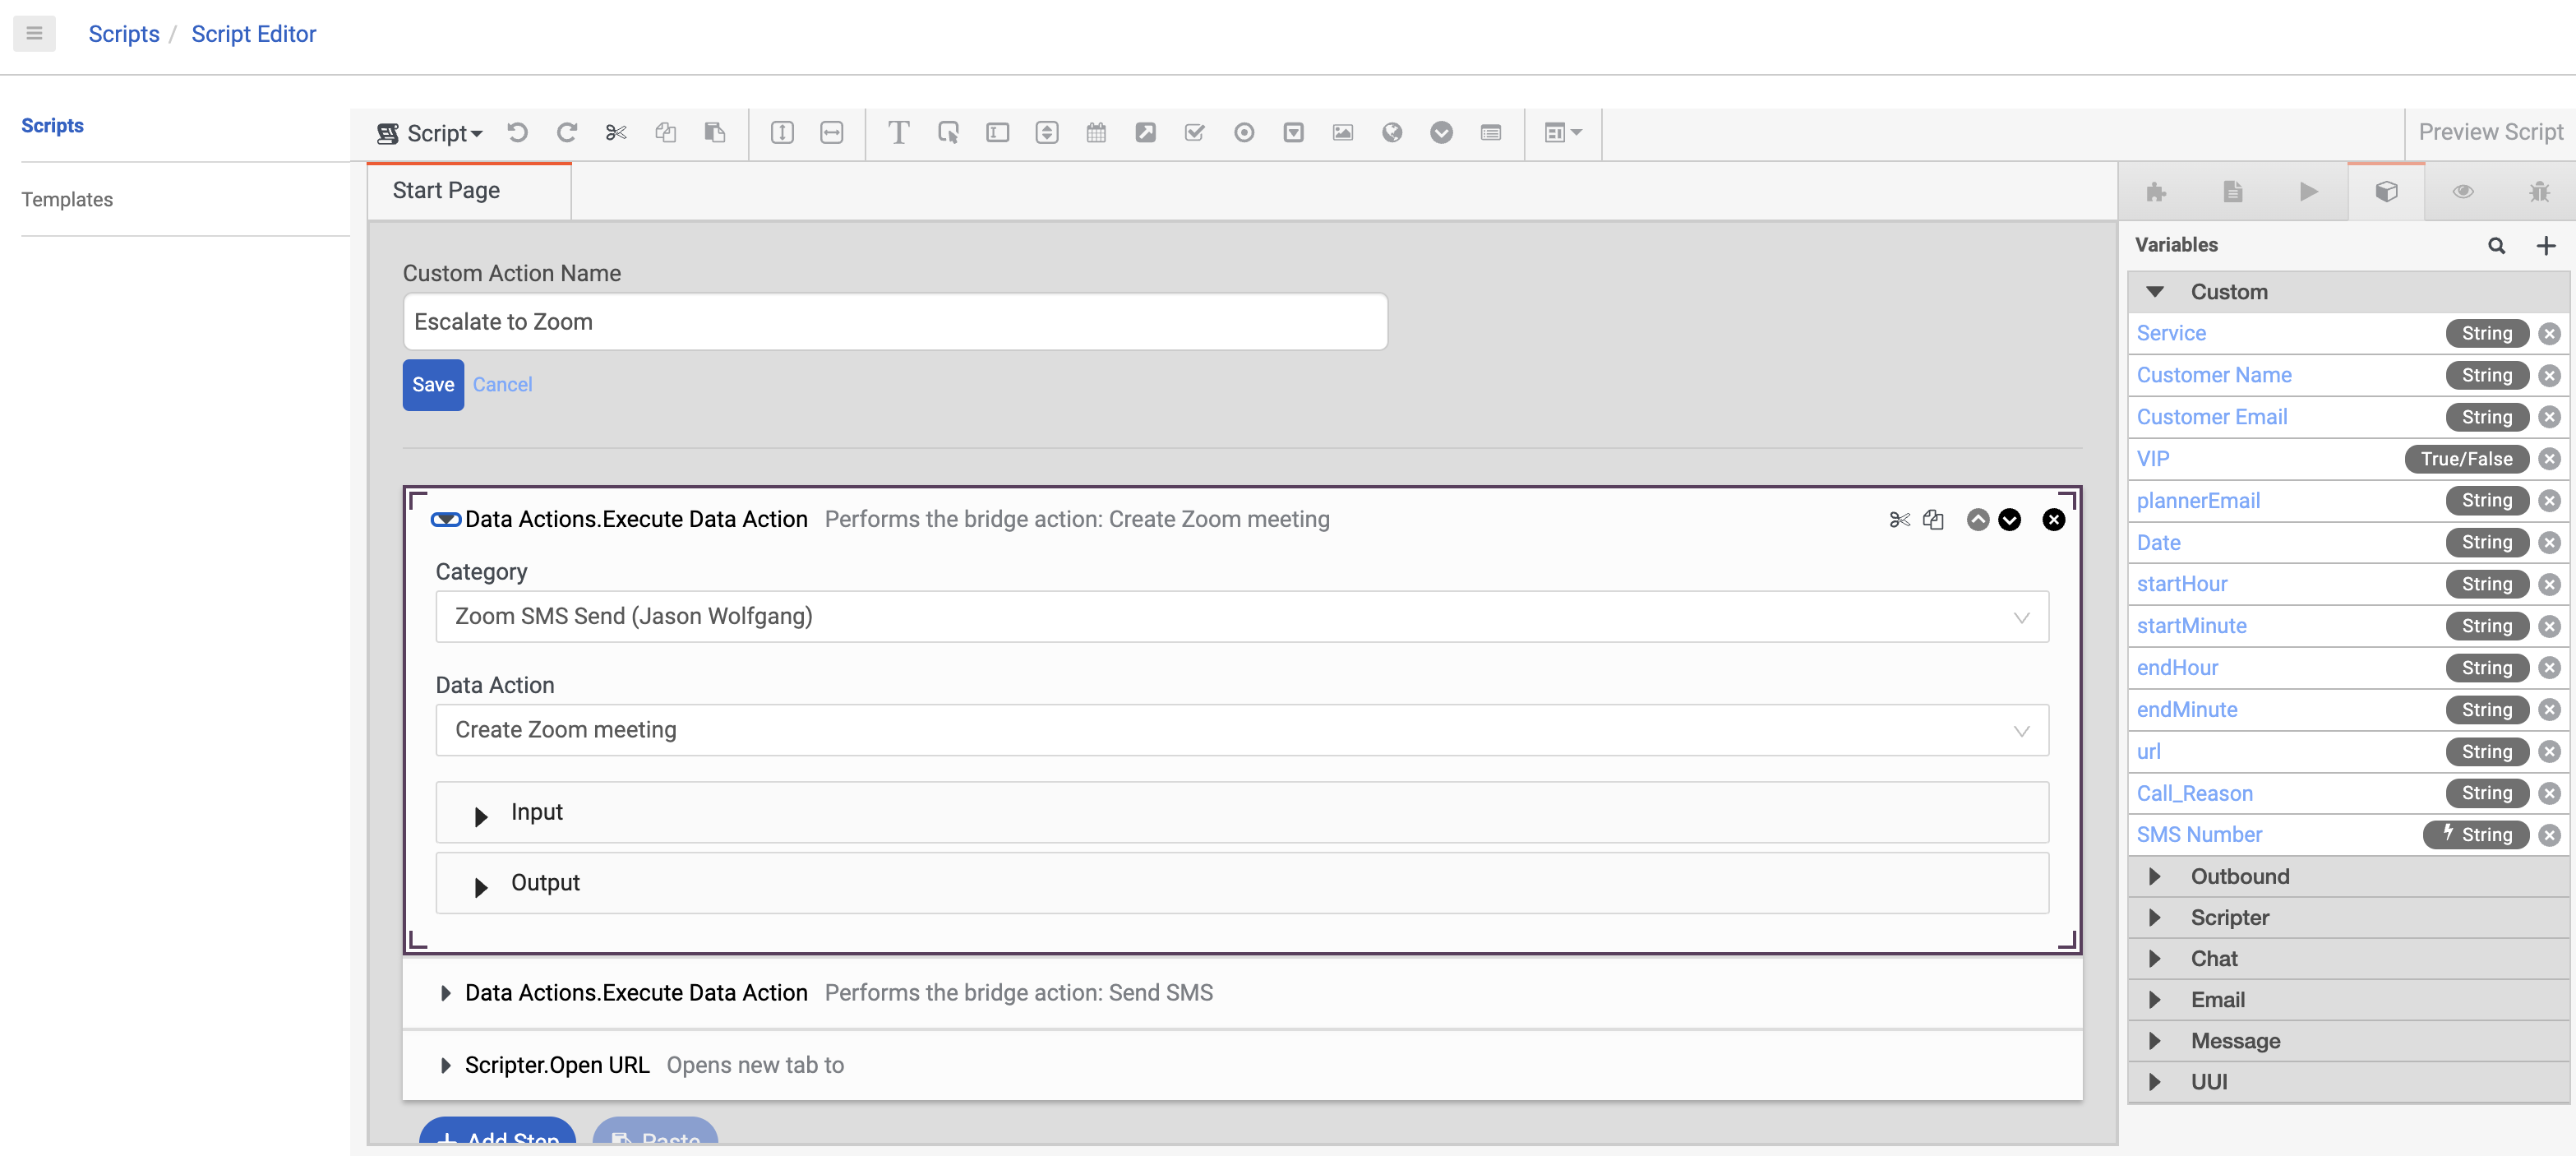 Scripts / Script Editor
Scripts
Templates
Script
Preview Script
Start Page
Custom Action Name
Escalate to Zoom
Save Cancel
Data Actions.Execute Data Action Performs the bridge action: Create Zoom meeting
Category
Zoom SMS Send (Jason Wolfgang)
Data Action
Create Zoom meeting
Input
Output
Data Actions.Execute Data Action Performs the bridge action: Send SMS
Scripter.Open URL Opens new tab to
+ Add Step Paste
Variables
Custom
Service String
Customer Name String
Customer Email String
VIP True/False
plannerEmail String
Date String
startHour String
startMinute String
endHour String
endMinute String
url String
Call_Reason String
SMS Number String
Outbound
Scripter
Chat
Email
Message
UUI